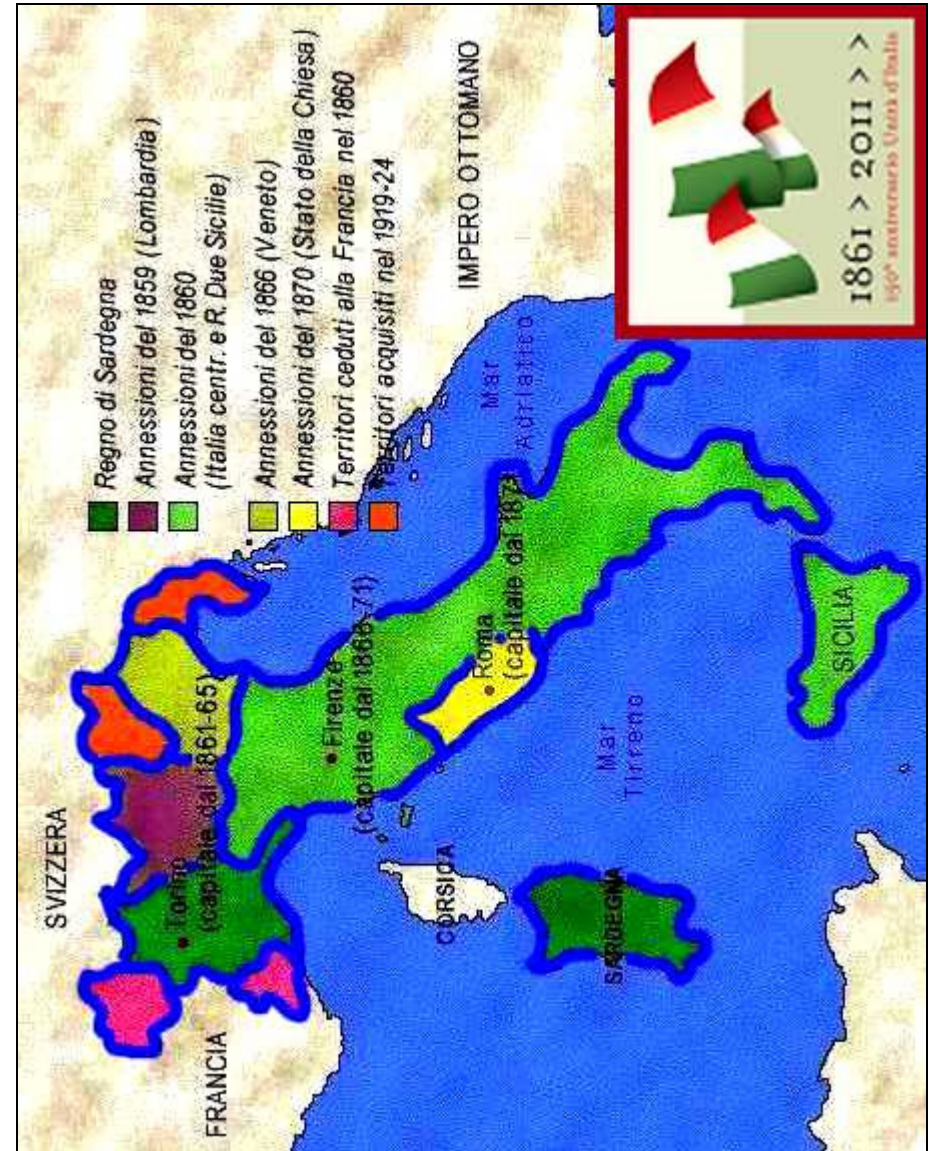 SVIZZERA
FRANCIA
Torino
(capitale dal 1861-65)
Firenze
(capitale dal 1866-71)
Roma
(capitale dal 1871
CORSICA
SARDEGNA
SICILIA
Mar
Tirreno
Mar
Adriatico
IMPERO OTTOMANO
Regno di Sardegna
Annessioni del 1859 (Lombardia)
Annessioni del 1860
(Italia centr. e R. Due Sicilie)
Annessioni del 1866 (Veneto)
Annessioni del 1870 (Stato della Chiesa)
Territori ceduti alla Francia nel 1860
Territori acquisiti nel 1919-24
1861 > 2011 > >
150° anniversario Unità d'Italia